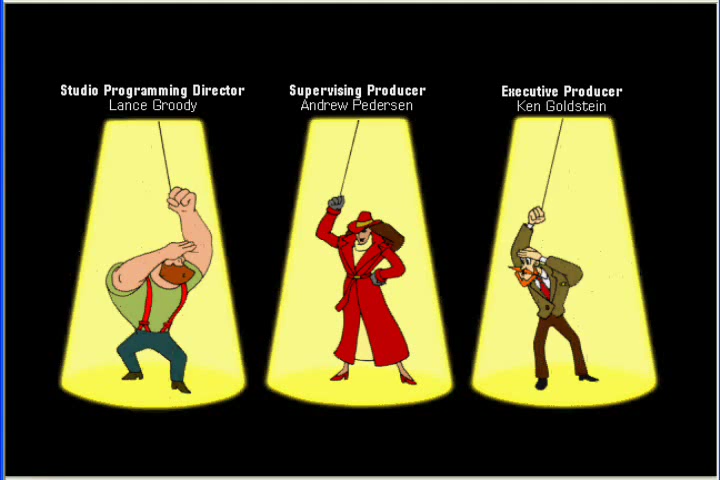 Studio Programming Director
Lance Groody
Supervising Producer
Andrew Pedersen
Executive Producer
Ken Goldstein